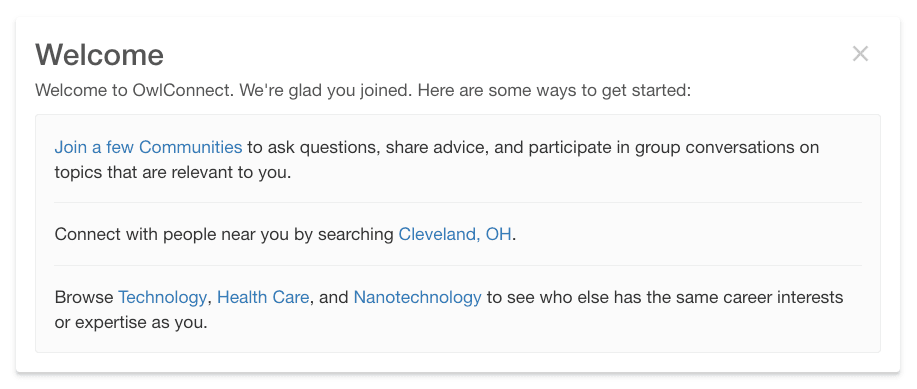 Welcome
Welcome to OwlConnect. We're glad you joined. Here are some ways to get started:
Join a few Communities to ask questions, share advice, and participate in group conversations on
topics that are relevant to you.
Connect with people near you by searching Cleveland, OH.
Browse Technology, Health Care, and Nanotechnology to see who else has the same career interests
or expertise as you.